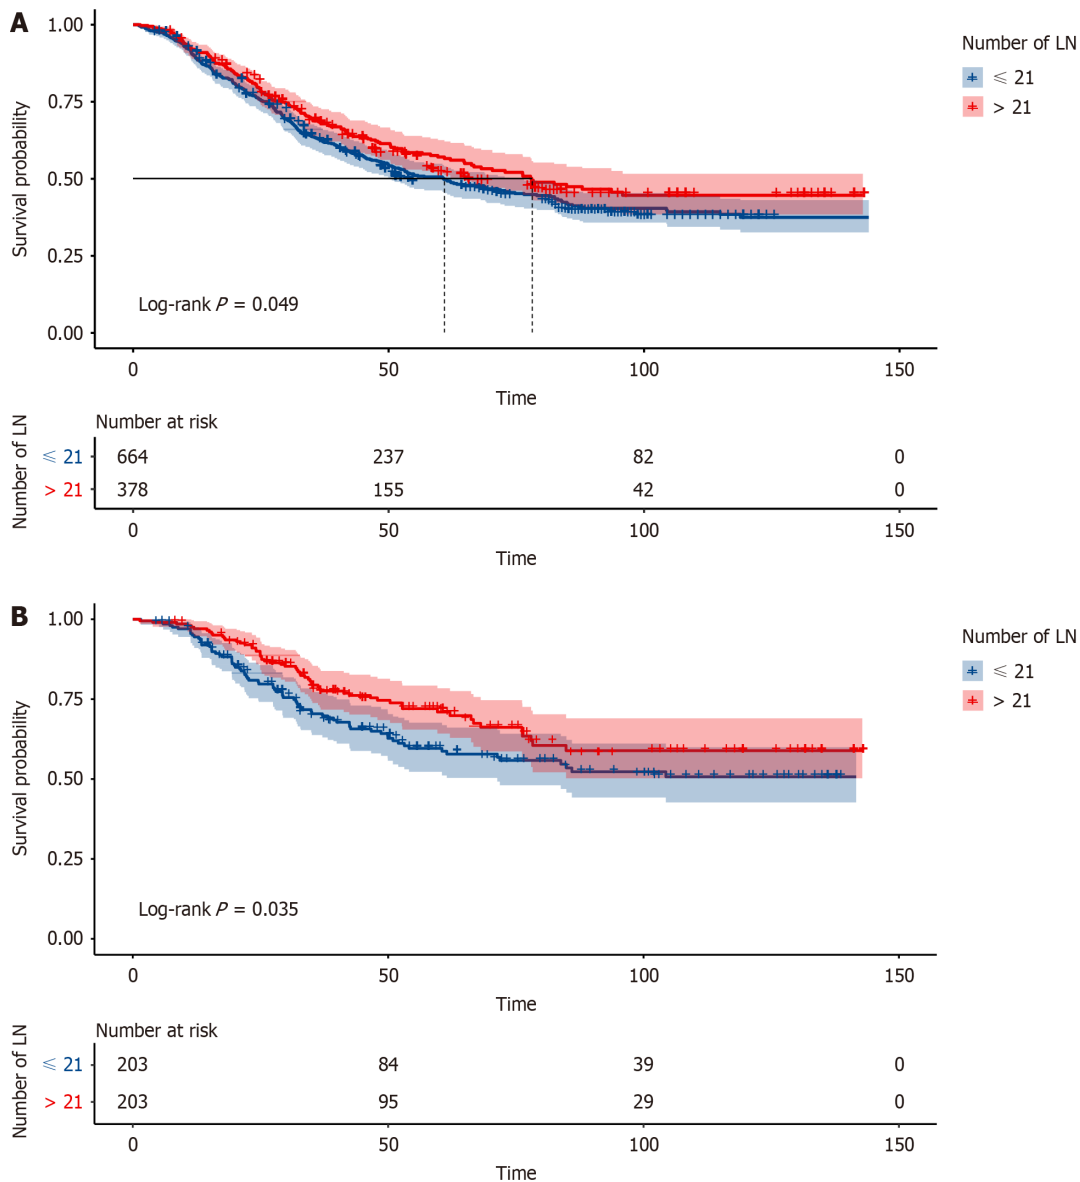 A
1.00
0.75
0.50
0.25
0.00
Survival probability
Log-rank P = 0.049
0 50 100 150
Time
Number of LN
≤ 21
> 21
Number at risk
Number of LN
≤ 21 664 237 82 0
> 21 378 155 42 0
0 50 100 150
Time
B
1.00
0.75
0.50
0.25
0.00
Survival probability
Log-rank P = 0.035
0 50 100 150
Time
Number of LN
≤ 21
> 21
Number at risk
Number of LN
≤ 21 203 84 39 0
> 21 203 95 29 0
0 50 100 150
Time